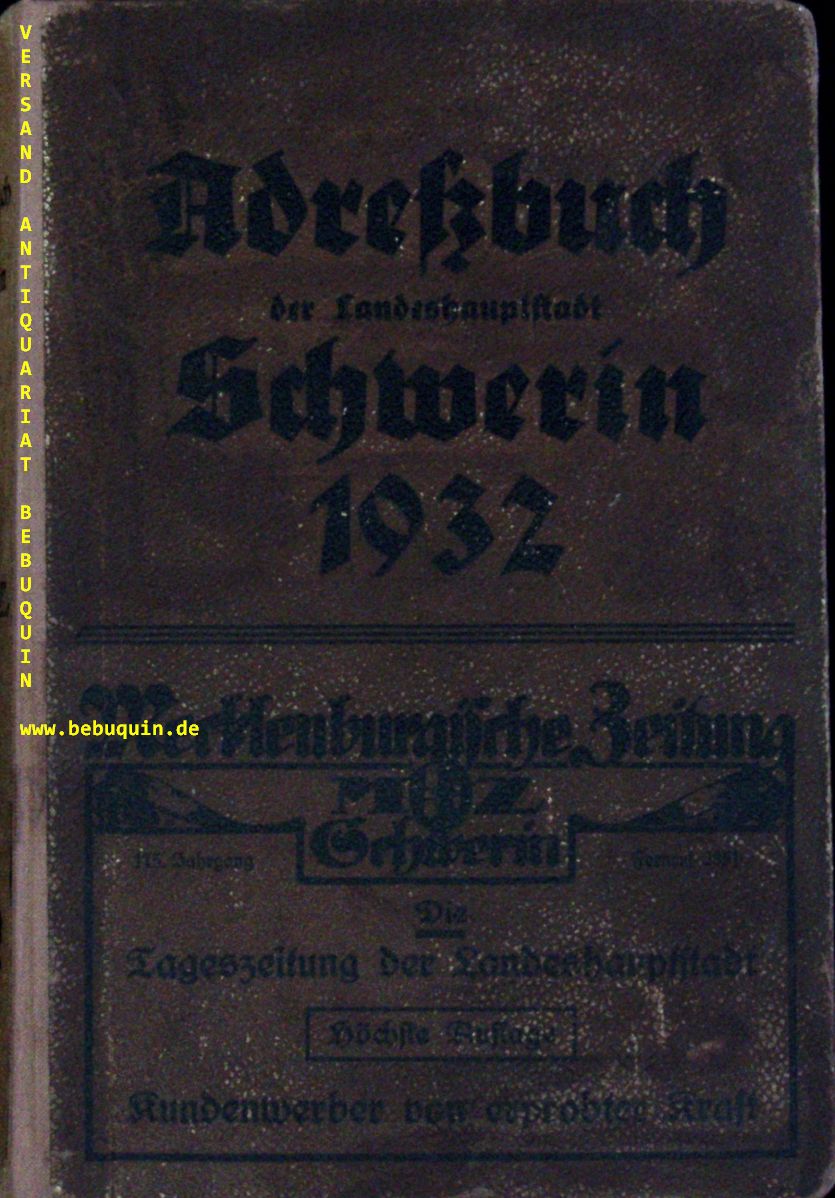 VERSAND ANTIQUARIAT BEBUQUIN
www.bebuquin.de
Adreßbuch
der Landeshauptstadt
Schwerin
1932
Mecklenburgische Zeitung
M Z
Schwerin
115. Jahrgang
Die
Tageszeitung der Landeshauptstadt
Höchste Auflage
Kundenwerber von erprobter Kraft